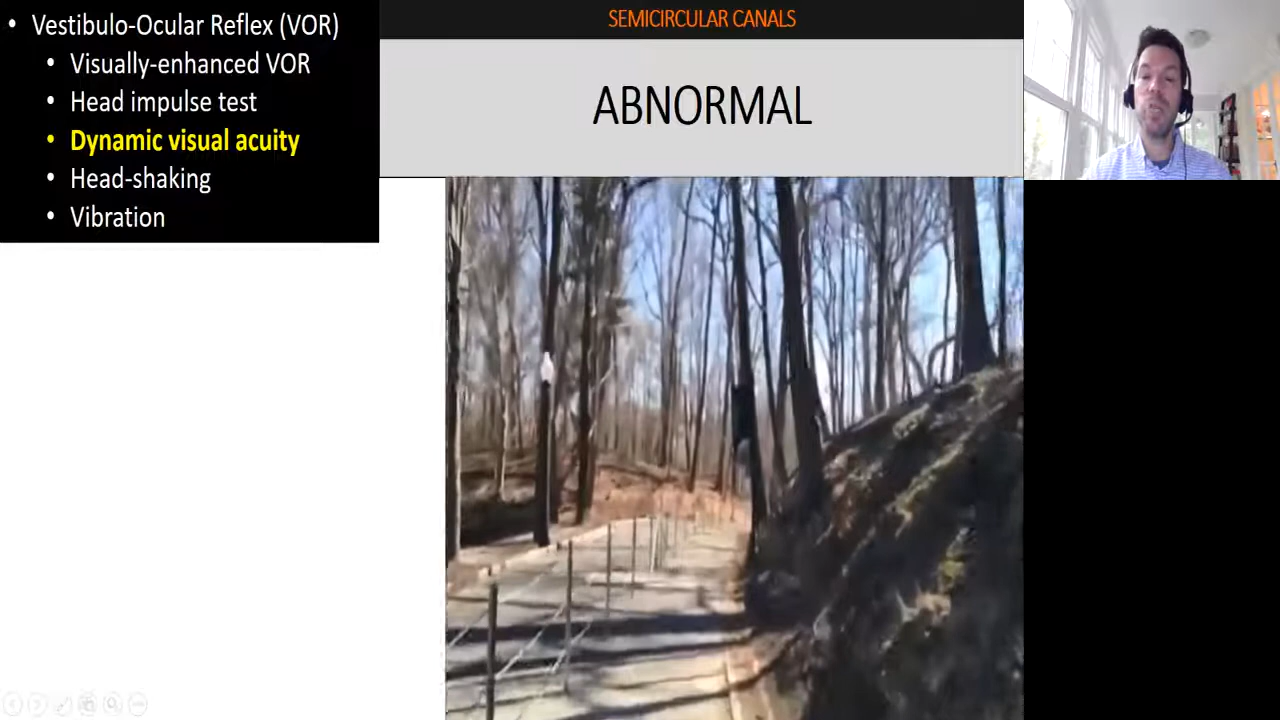 • Vestibulo-Ocular Reflex (VOR)
• Visually-enhanced VOR
• Head impulse test
• Dynamic visual acuity
• Head-shaking
• Vibration
SEMICIRCULAR CANALS
ABNORMAL